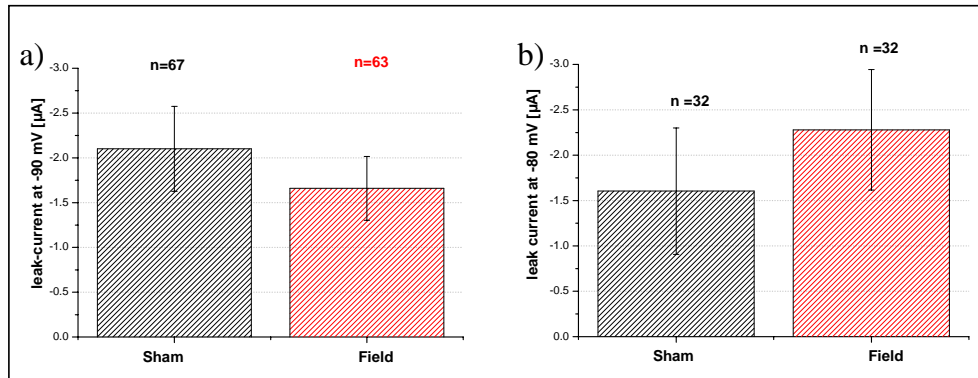 a)
n=67
n=63
leak-current at -90 mV [µA]
-3.0
-2.5
-2.0
-1.5
-1.0
-0.5
0.0
Sham
Field
b)
n =32
n =32
leak current at -80 mV [µA]
-3.0
-2.5
-2.0
-1.5
-1.0
-0.5
0.0
Sham
Field